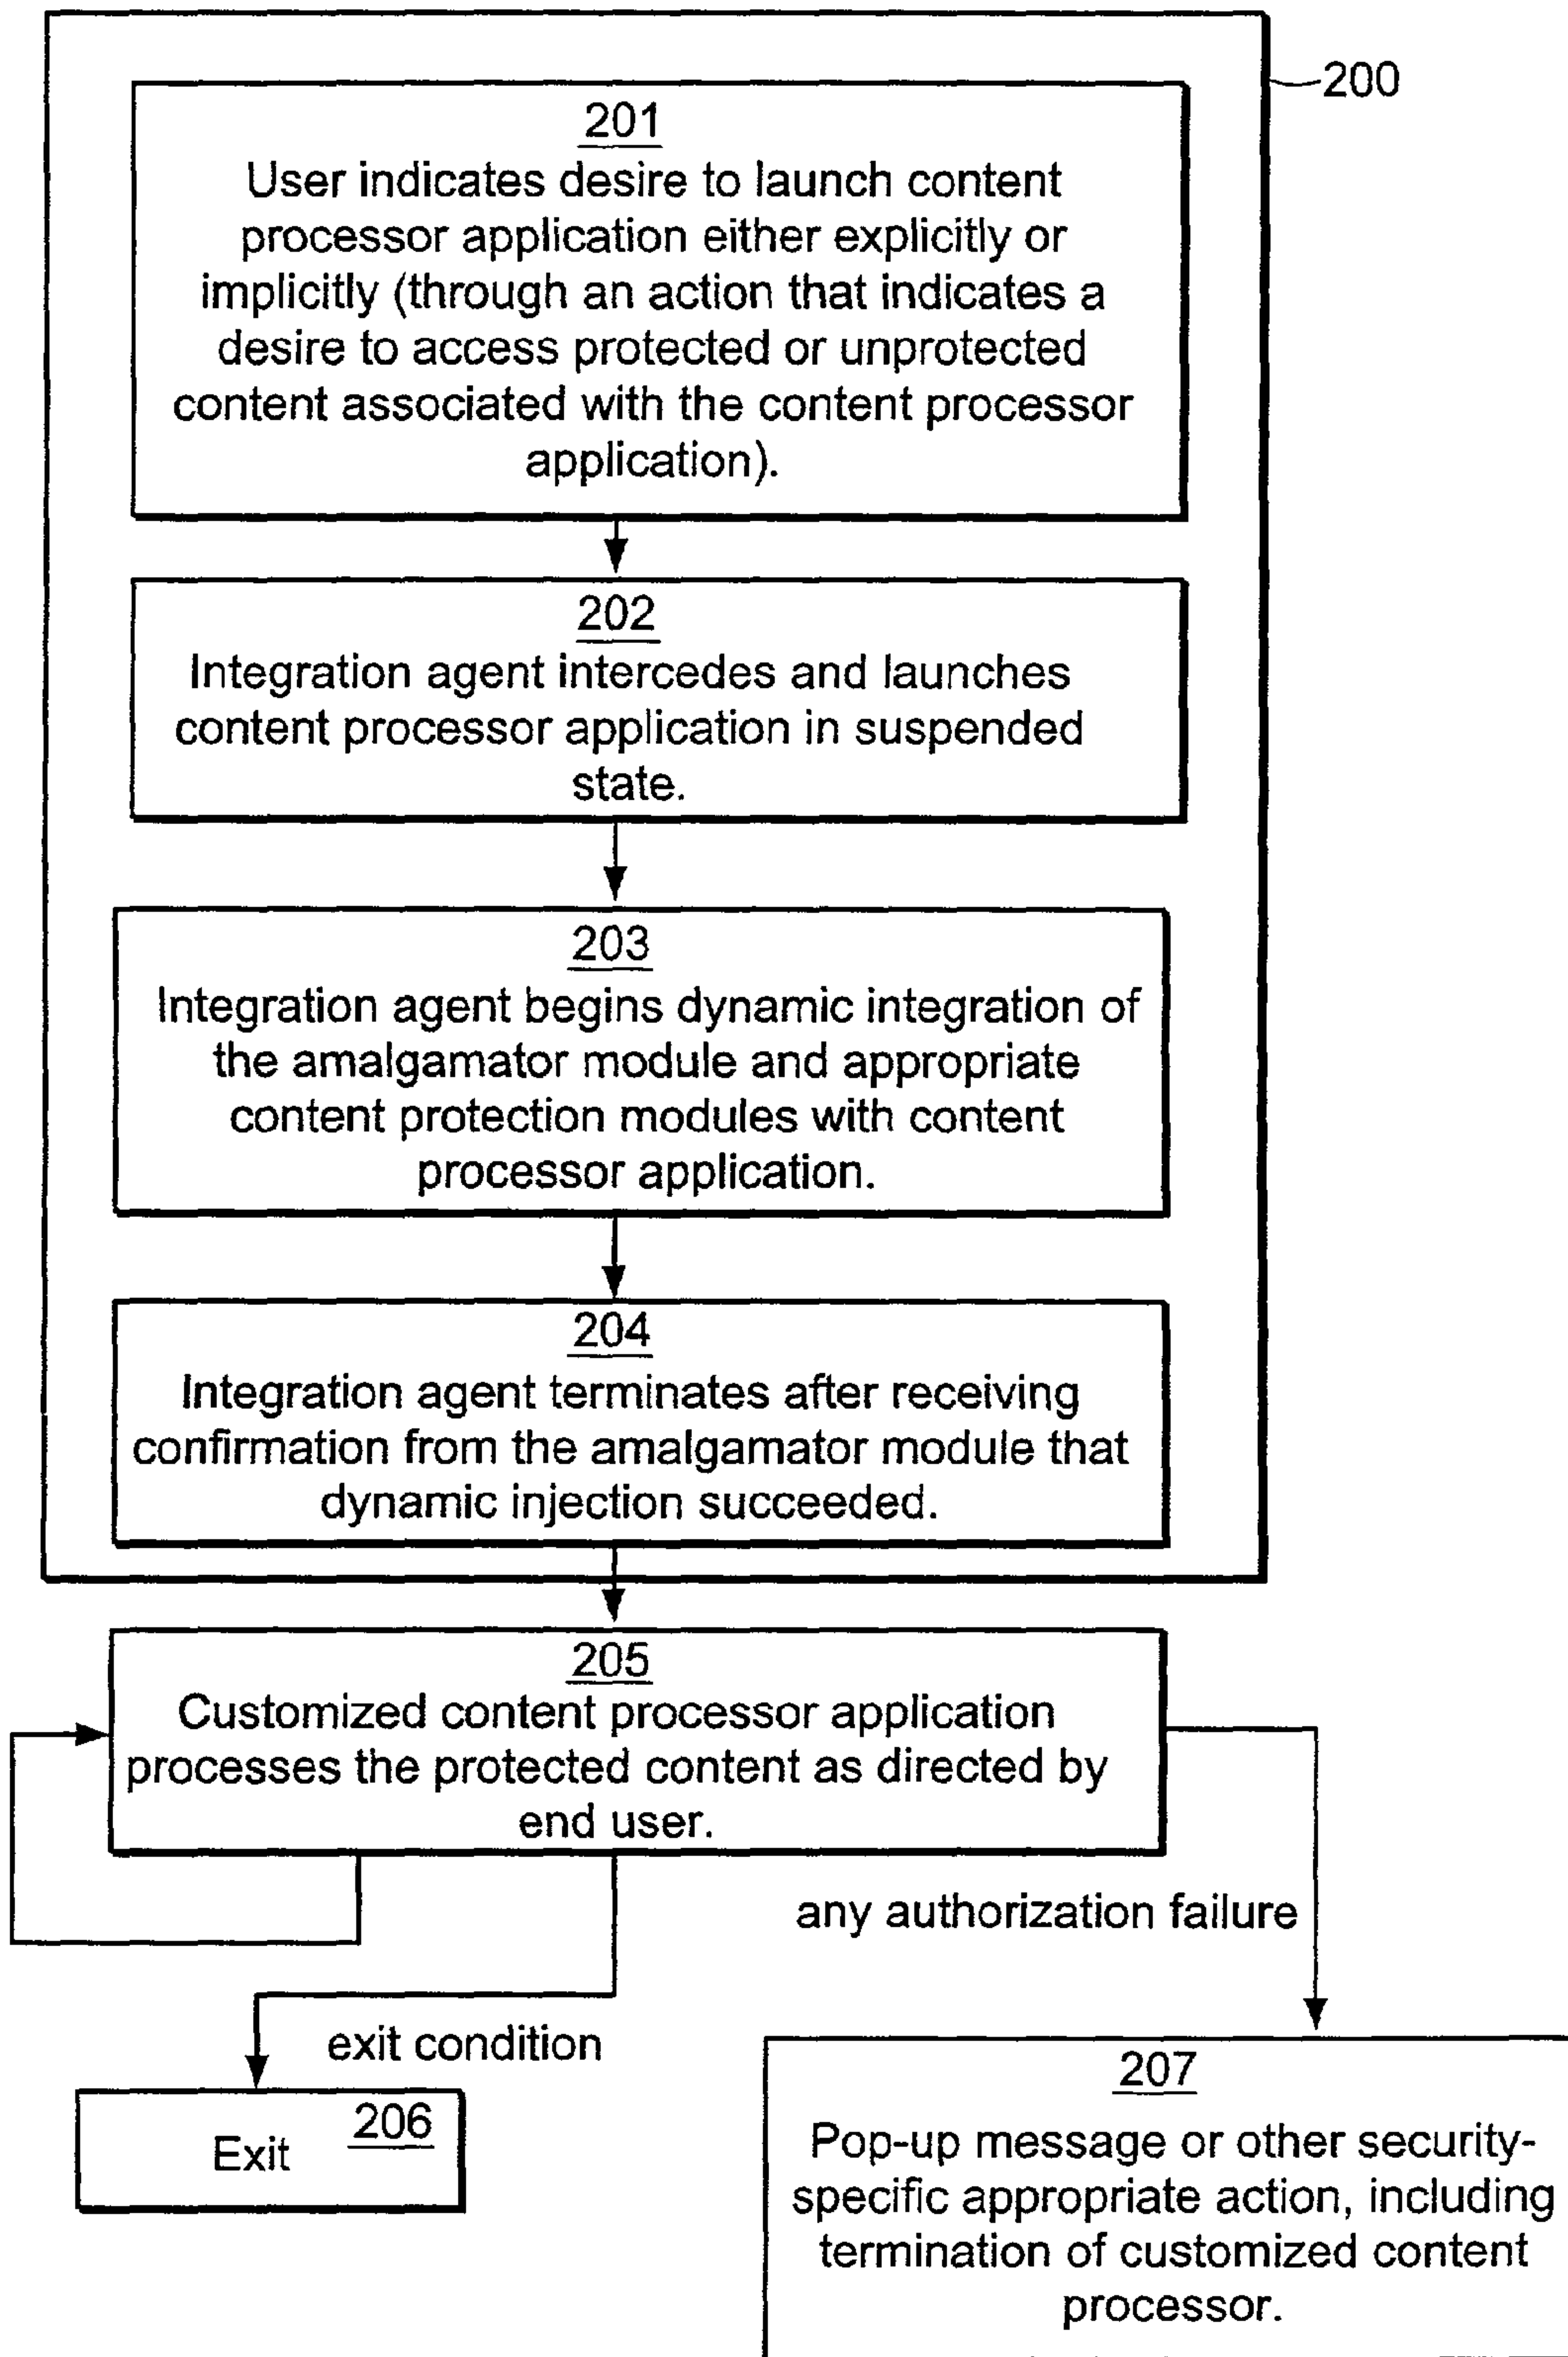 200
201
User indicates desire to launch content
processor application either explicitly or
implicitly (through an action that indicates a
desire to access protected or unprotected
content associated with the content processor
application).
202
Integration agent intercedes and launches
content processor application in suspended
state.
203
Integration agent begins dynamic integration of
the amalgamator module and appropriate
content protection modules with content
processor application.
204
Integration agent terminates after receiving
confirmation from the amalgamator module that
dynamic injection succeeded.
205
Customized content processor application
processes the protected content as directed by
end user.
any authorization failure
exit condition
206
Exit
207
Pop-up message or other security-
specific appropriate action, including
termination of customized content
processor.